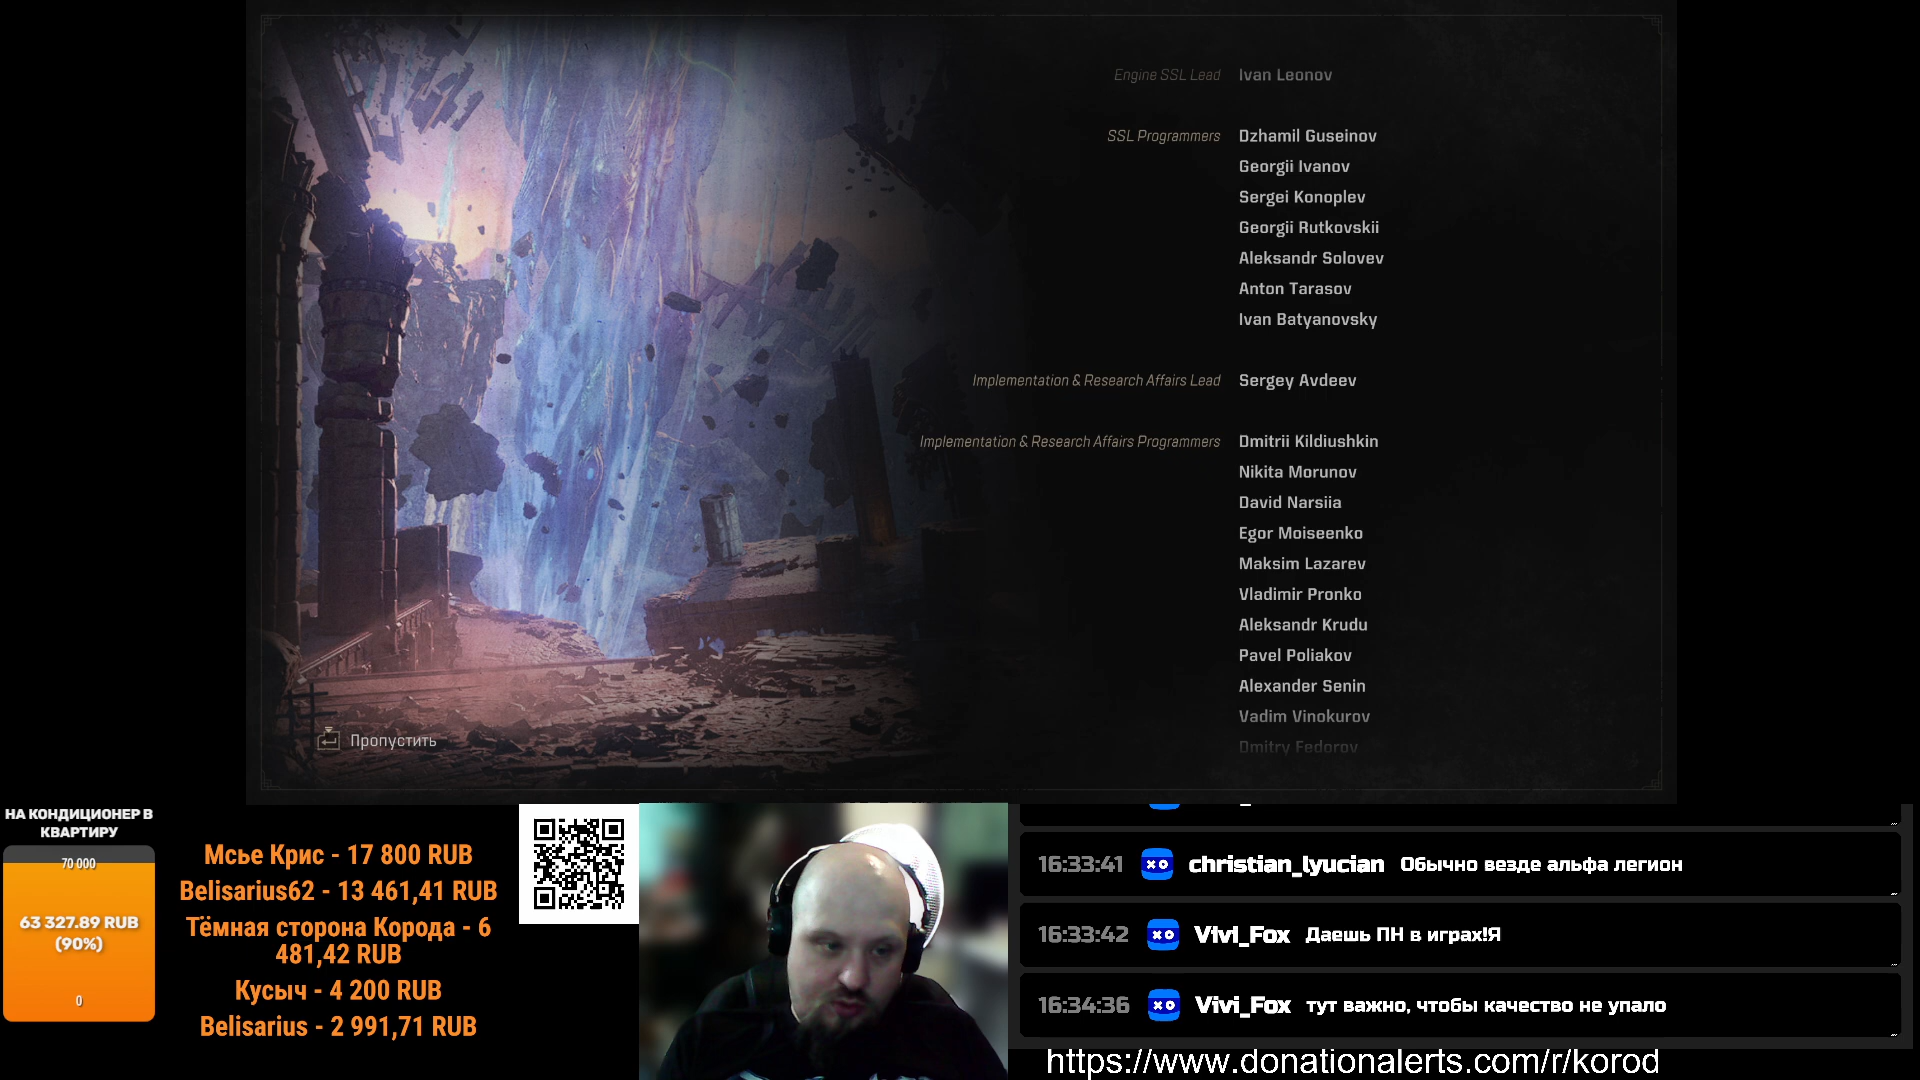 Engine SSL Lead Ivan Leonov
SSL Programmers Dzhamil Guseinov
Georgii Ivanov
Sergei Konoplev
Georgii Rutkovskii
Aleksandr Solovev
Anton Tarasov
Ivan Batyanovsky
Implementation & Research Affairs Lead Sergey Avdeev
Implementation & Research Affairs Programmers Dmitrii Kildiushkin
Nikita Morunov
David Narsiia
Egor Moiseenko
Maksim Lazarev
Vladimir Pronko
Aleksandr Krudu
Pavel Poliakov
Alexander Senin
Vadim Vinokurov
Dmitry Fedorov
Пропустить
НА КОНДИЦИОНЕР В
КВАРТИРУ
70 000
63 327.89 RUB
(90%)
0
Мсье Крис - 17 800 RUB
Belisarius62 - 13 461,41 RUB
Тёмная сторона Корода - 6
481,42 RUB
Кусыч - 4 200 RUB
Belisarius - 2 991,71 RUB
16:33:41 christian_lyucian Обычно везде альфа легион
16:33:42 Vivi_Fox Даешь ПН в играх!Я
16:34:36 Vivi_Fox тут важно, чтобы качество не упало
https://www.donationalerts.com/r/korod